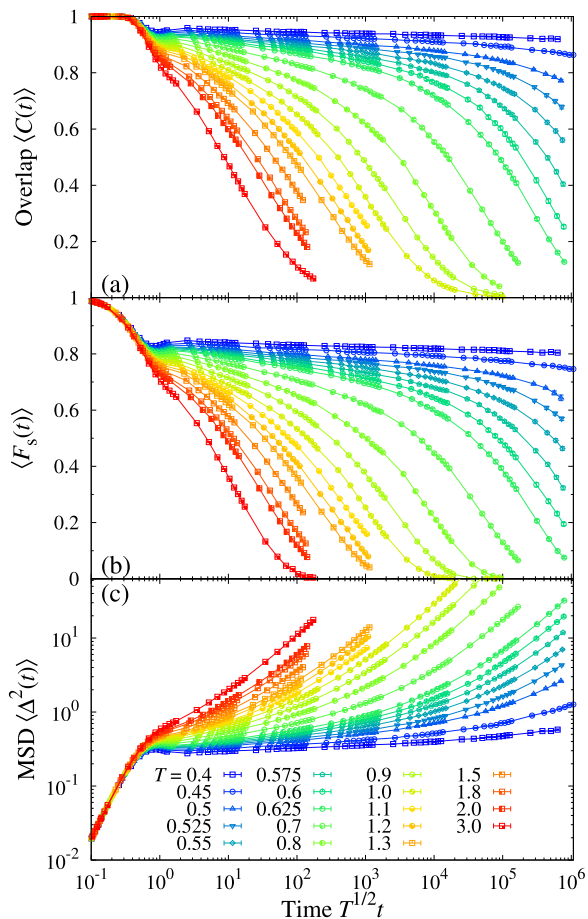 1
0.8
0.6
0.4
0.2
Overlap ⟨C(t)⟩
(a)
1
0.8
0.6
0.4
0.2
0
⟨Fs(t)⟩
(b)
(c)
10¹
10⁰
10⁻¹
10⁻²
MSD ⟨Δ²(t)⟩
T = 0.4 0.575 0.9 1.5
0.45 0.6 1.0 1.8
0.5 0.625 1.1 2.0
0.525 0.7 1.2 3.0
0.55 0.8 1.3
10⁻¹ 10⁰ 10¹ 10² 10³ 10⁴ 10⁵ 10⁶
Time T¹/²t